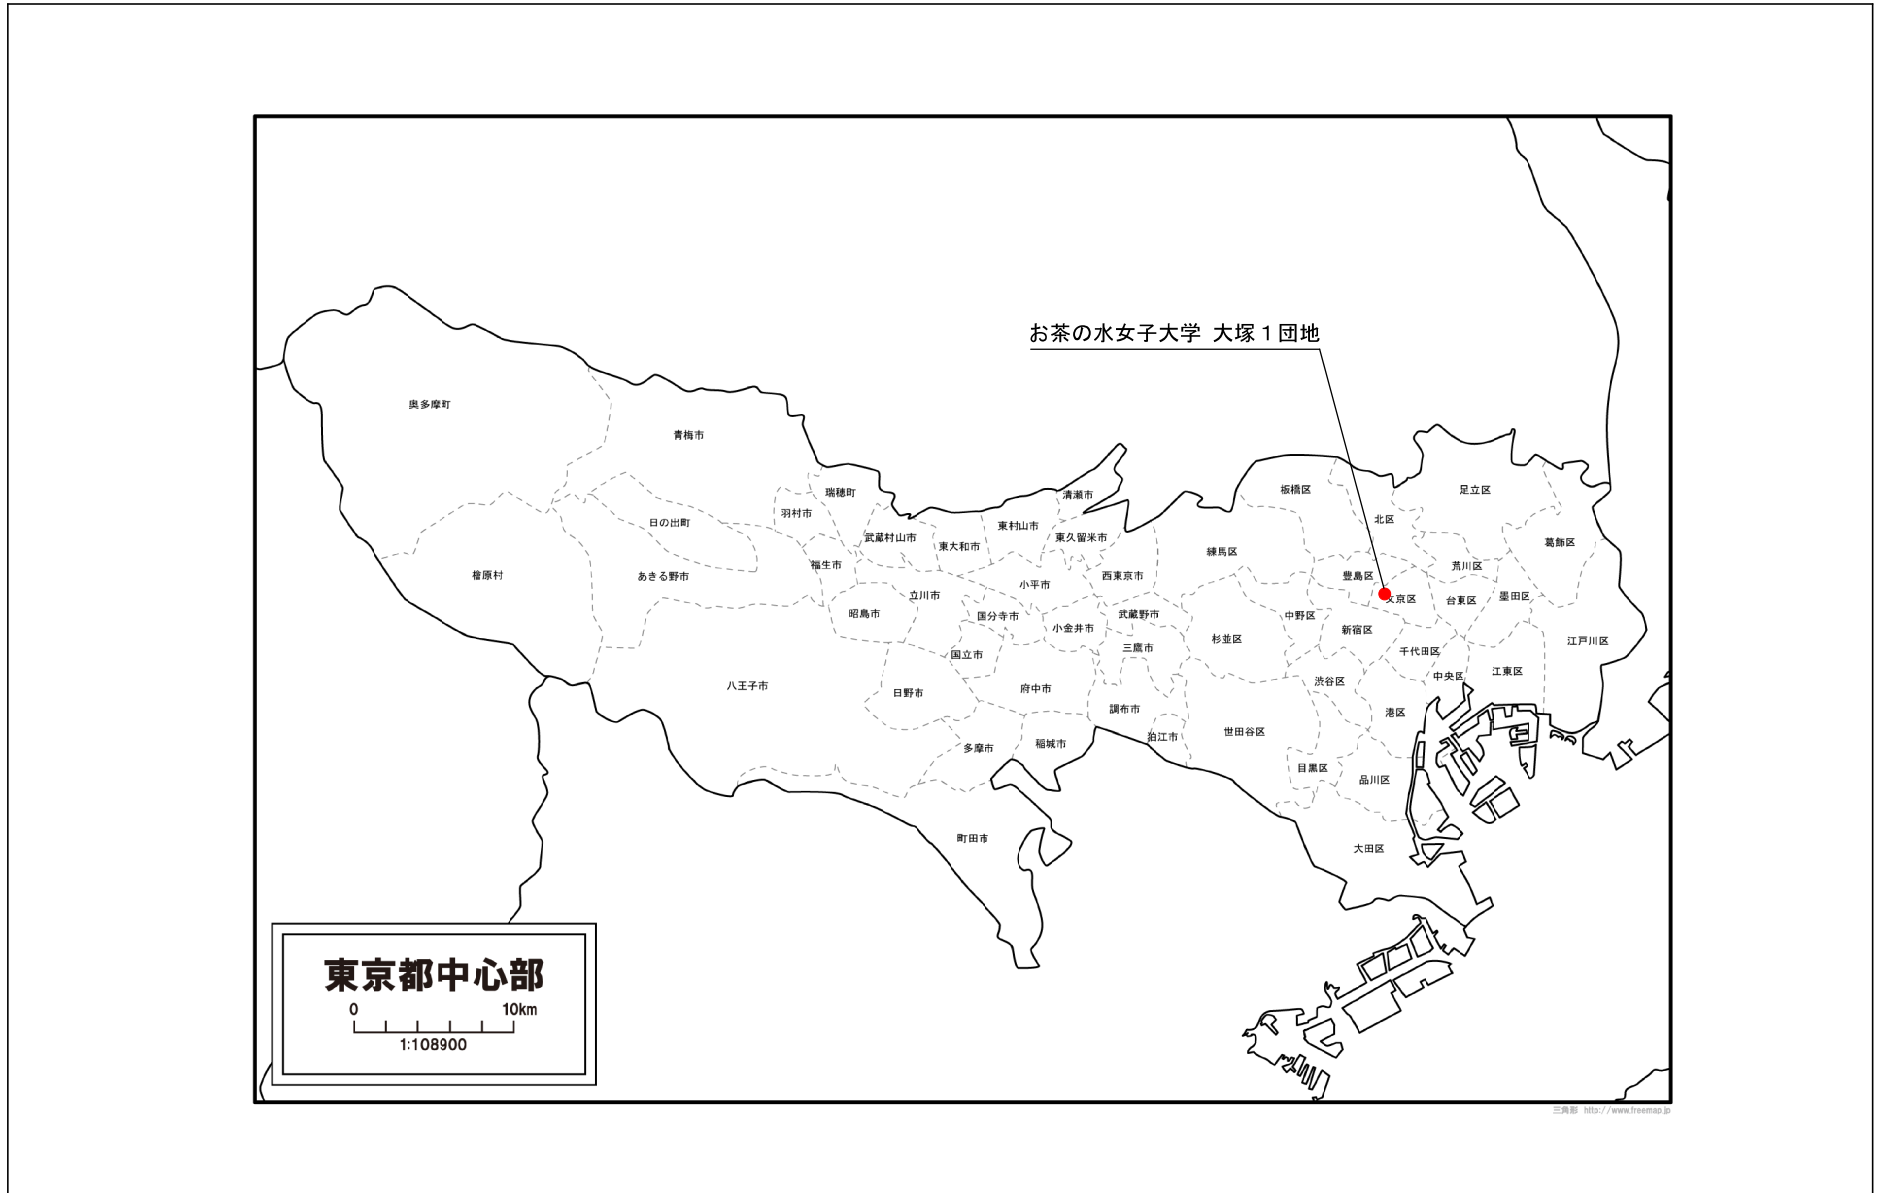 お茶の水女子大学 大塚１団地
奥多摩町
青梅市
瑞穂町
羽村市
日の出町
武蔵村山市
東大和市
東村山市
清瀬市
東久留米市
板橋区
北区
足立区
葛飾区
練馬区
檜原村
あきる野市
福生市
昭島市
立川市
小平市
西東京市
国分寺市
小金井市
武蔵野市
三鷹市
国立市
豊島区
文京区
荒川区
台東区
墨田区
中野区
新宿区
杉並区
千代田区
江戸川区
江東区
中央区
渋谷区
八王子市
日野市
府中市
調布市
港区
多摩市
稲城市
狛江市
世田谷区
目黒区
品川区
町田市
大田区
東京都中心部
0 10km
1:108900
三角形 http://www.freemap.jp